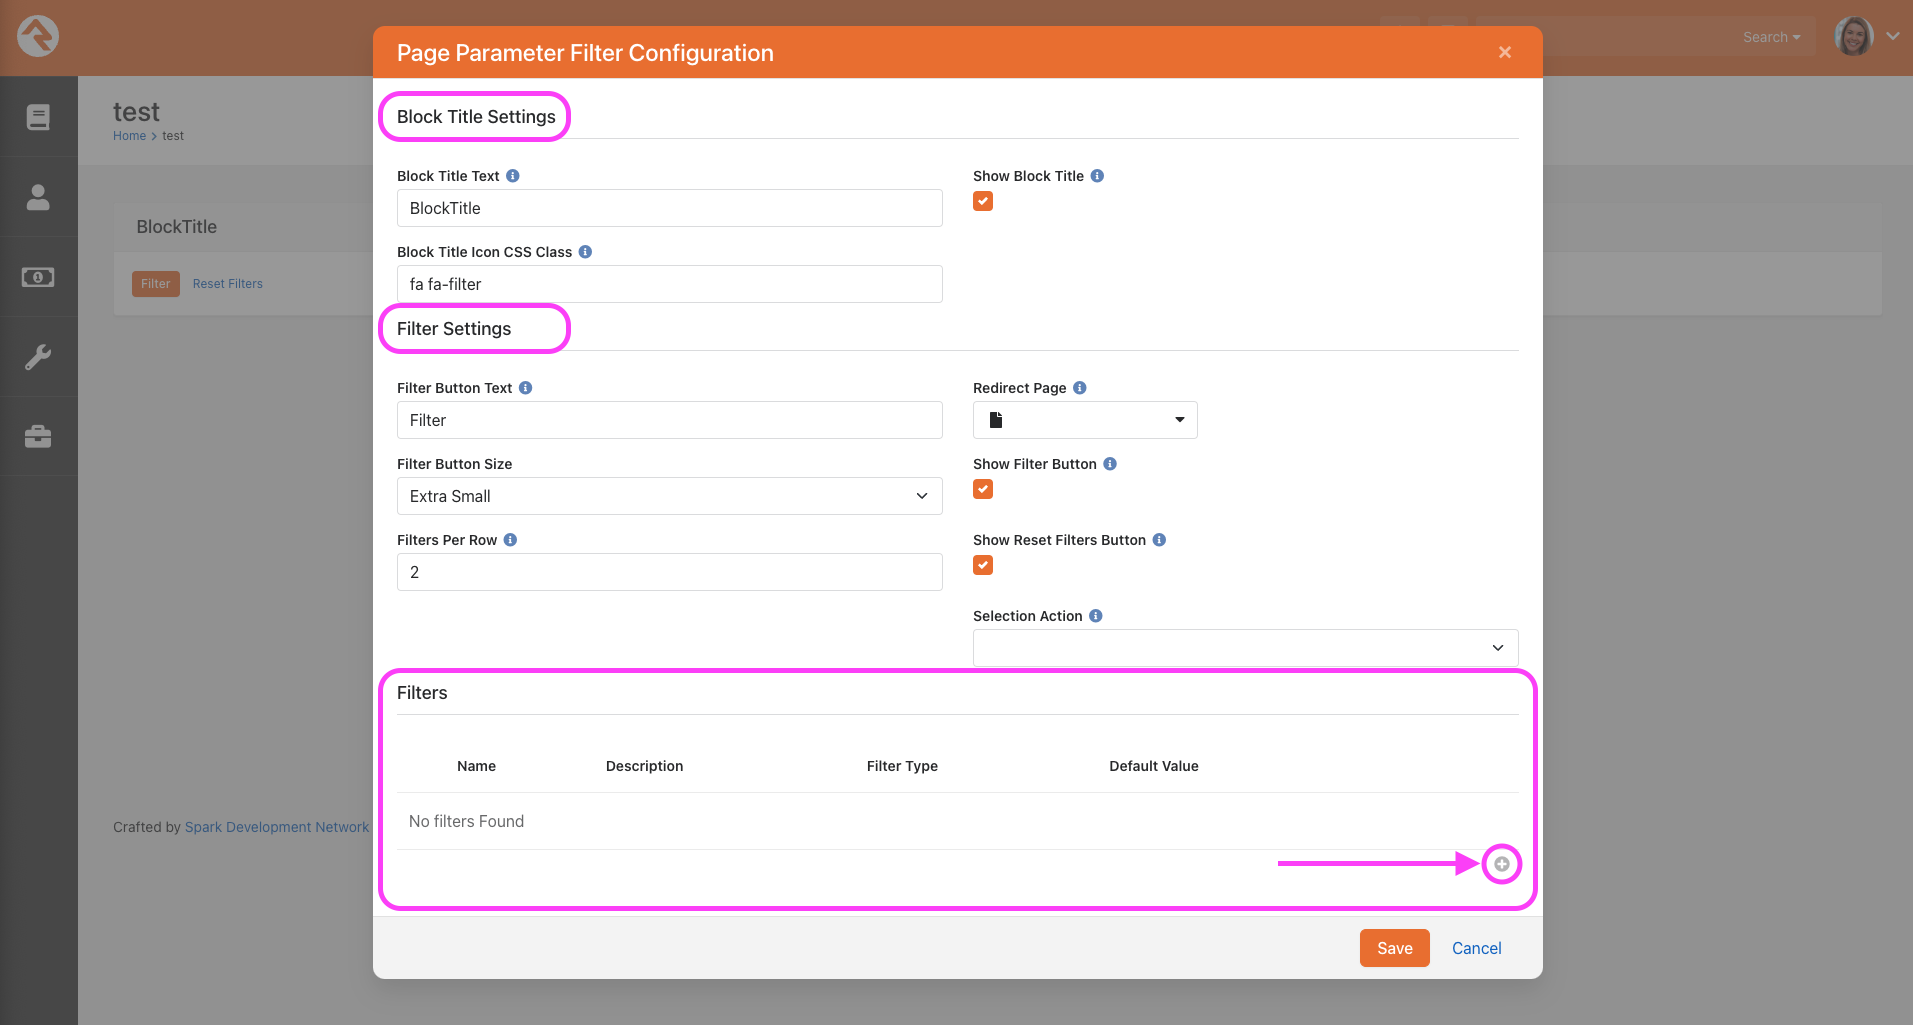 Search
Page Parameter Filter Configuration
test
Home > test
Block Title Settings
Block Title Text
Show Block Title
BlockTitle
BlockTitle
Block Title Icon CSS Class
fa fa-filter
Filter
Reset Filters
Filter Settings
Filter Button Text
Redirect Page
Filter
Filter Button Size
Show Filter Button
Extra Small
Filters Per Row
Show Reset Filters Button
2
Selection Action
Filters
Name
Description
Filter Type
Default Value
No filters Found
Crafted by Spark Development Network
Save
Cancel